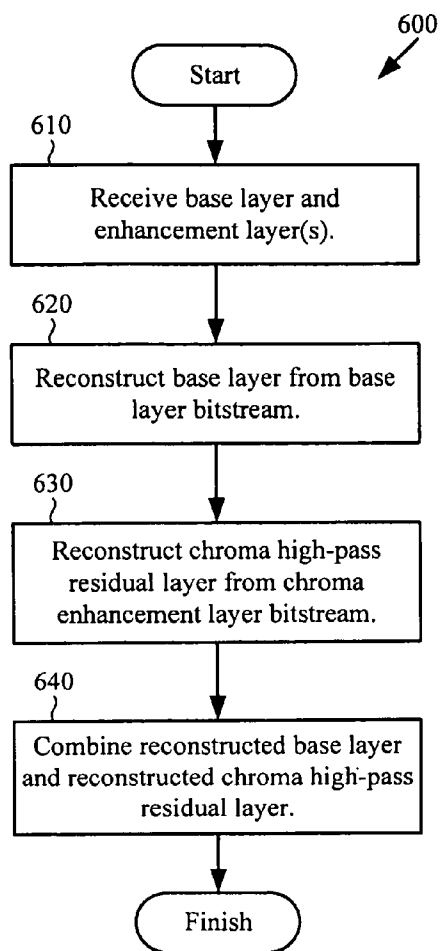 600
Start
610
Receive base layer and
enhancement layer(s).
620
Reconstruct base layer from base
layer bitstream.
630
Reconstruct chroma high-pass
residual layer from chroma
enhancement layer bitstream.
640
Combine reconstructed base layer
and reconstructed chroma high-pass
residual layer.
Finish